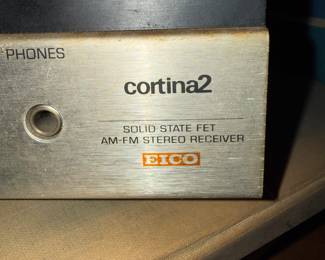 PHONES
cortina2
SOLID STATE FET
AM-FM STEREO RECEIVER
EICO